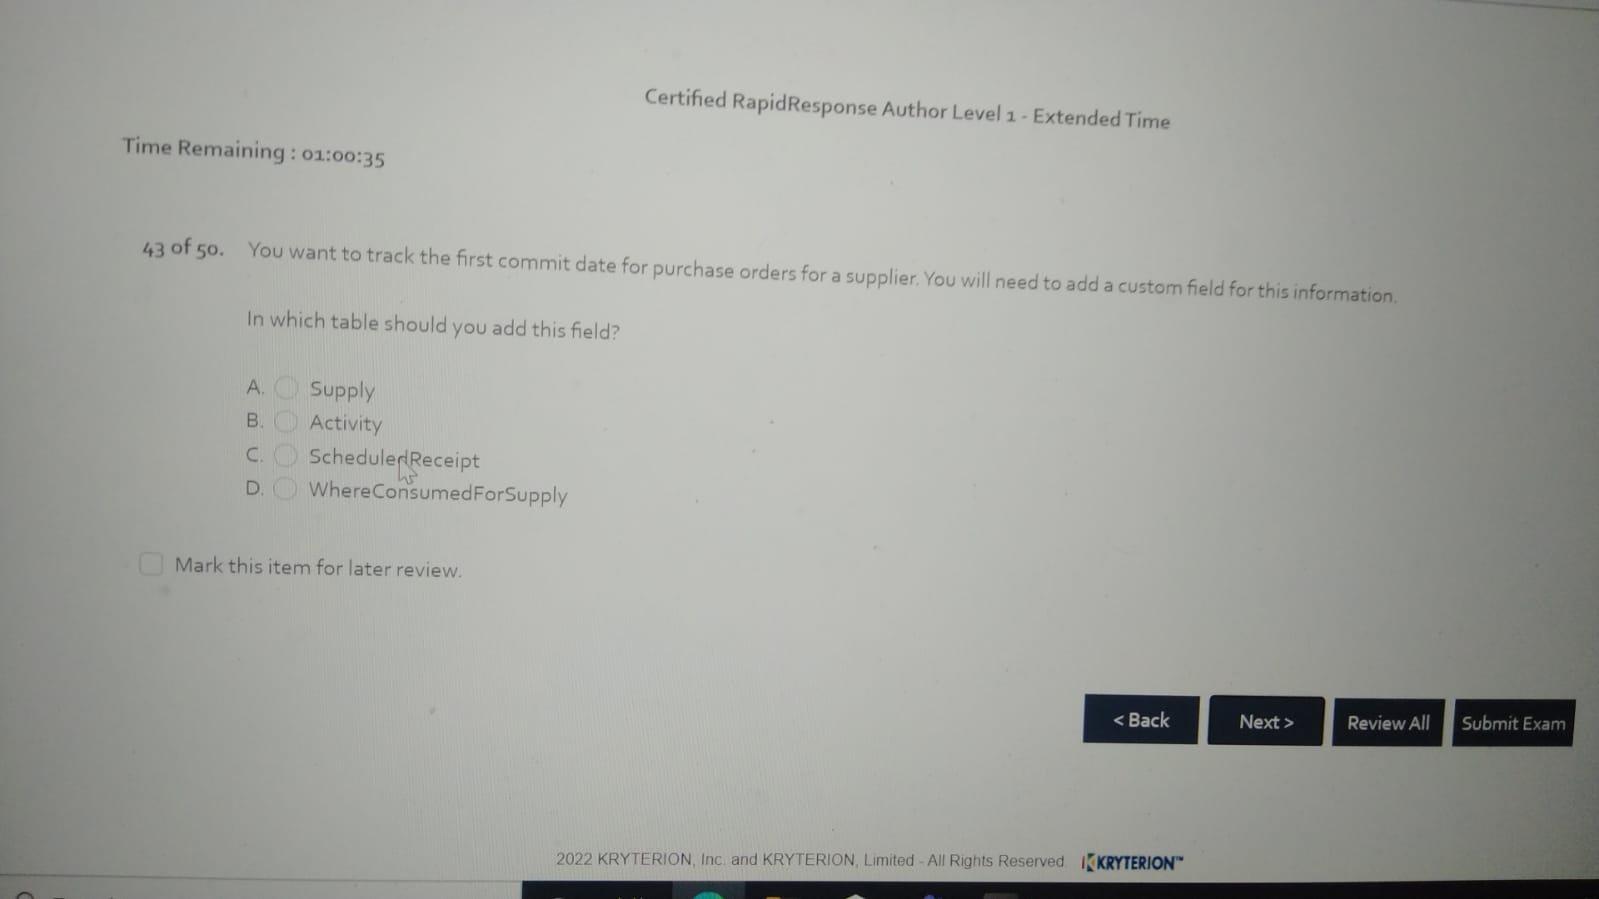 Certified RapidResponse Author Level 1 - Extended Time
Time Remaining : 01:00:35
43 of 50. You want to track the first commit date for purchase orders for a supplier. You will need to add a custom field for this information.
In which table should you add this field?
A. Supply
B. Activity
C. ScheduledReceipt
D. WhereConsumedForSupply
Mark this item for later review.
< Back Next > Review All Submit Exam
2022 KRYTERION, Inc. and KRYTERION, Limited - All Rights Reserved. KRYTERION™